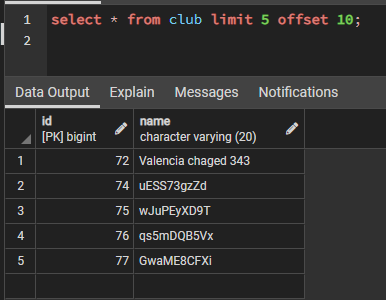 1 select * from club limit 5 offset 10;
2
Data Output Explain Messages Notifications
id name
[PK] bigint character varying (20)
1 72 Valencia chaged 343
2 74 uESS73gzZd
3 75 wJuPEyXD9T
4 76 qs5mDQB5Vx
5 77 GwaME8CFXi